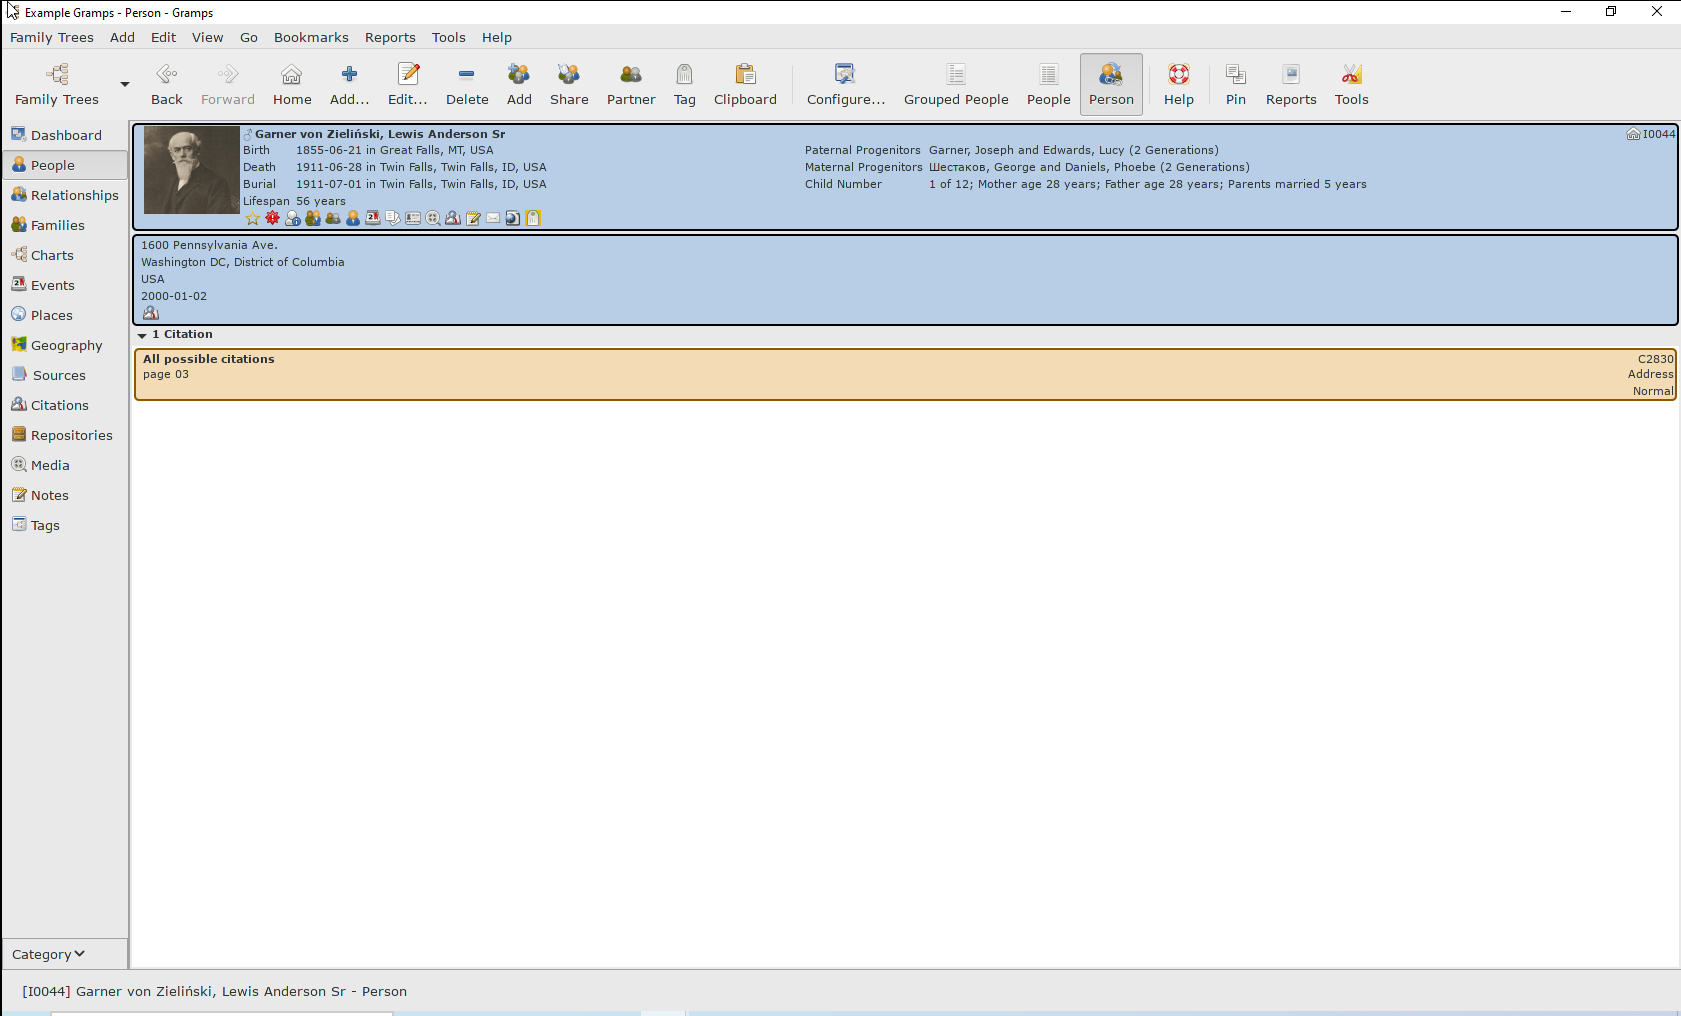 Example Gramps - Person - Gramps
Family Trees Add Edit View Go Bookmarks Reports Tools Help
Family Trees Back Forward Home Add... Edit... Delete Add Share Partner Tag Clipboard Configure... Grouped People People Person Help Pin Reports Tools
Dashboard
People
Relationships
Families
Charts
Events
Places
Geography
Sources
Citations
Repositories
Media
Notes
Tags
Category
Garner von Zieliński, Lewis Anderson Sr I0044
Birth 1855-06-21 in Great Falls, MT, USA Paternal Progenitors Garner, Joseph and Edwards, Lucy (2 Generations)
Death 1911-06-28 in Twin Falls, Twin Falls, ID, USA Maternal Progenitors Шестаков, George and Daniels, Phoebe (2 Generations)
Burial 1911-07-01 in Twin Falls, Twin Falls, ID, USA Child Number 1 of 12; Mother age 28 years; Father age 28 years; Parents married 5 years
Lifespan 56 years
1600 Pennsylvania Ave.
Washington DC, District of Columbia
USA
2000-01-02
1 Citation
All possible citations C2830
page 03 Address
Normal
[I0044] Garner von Zieliński, Lewis Anderson Sr - Person